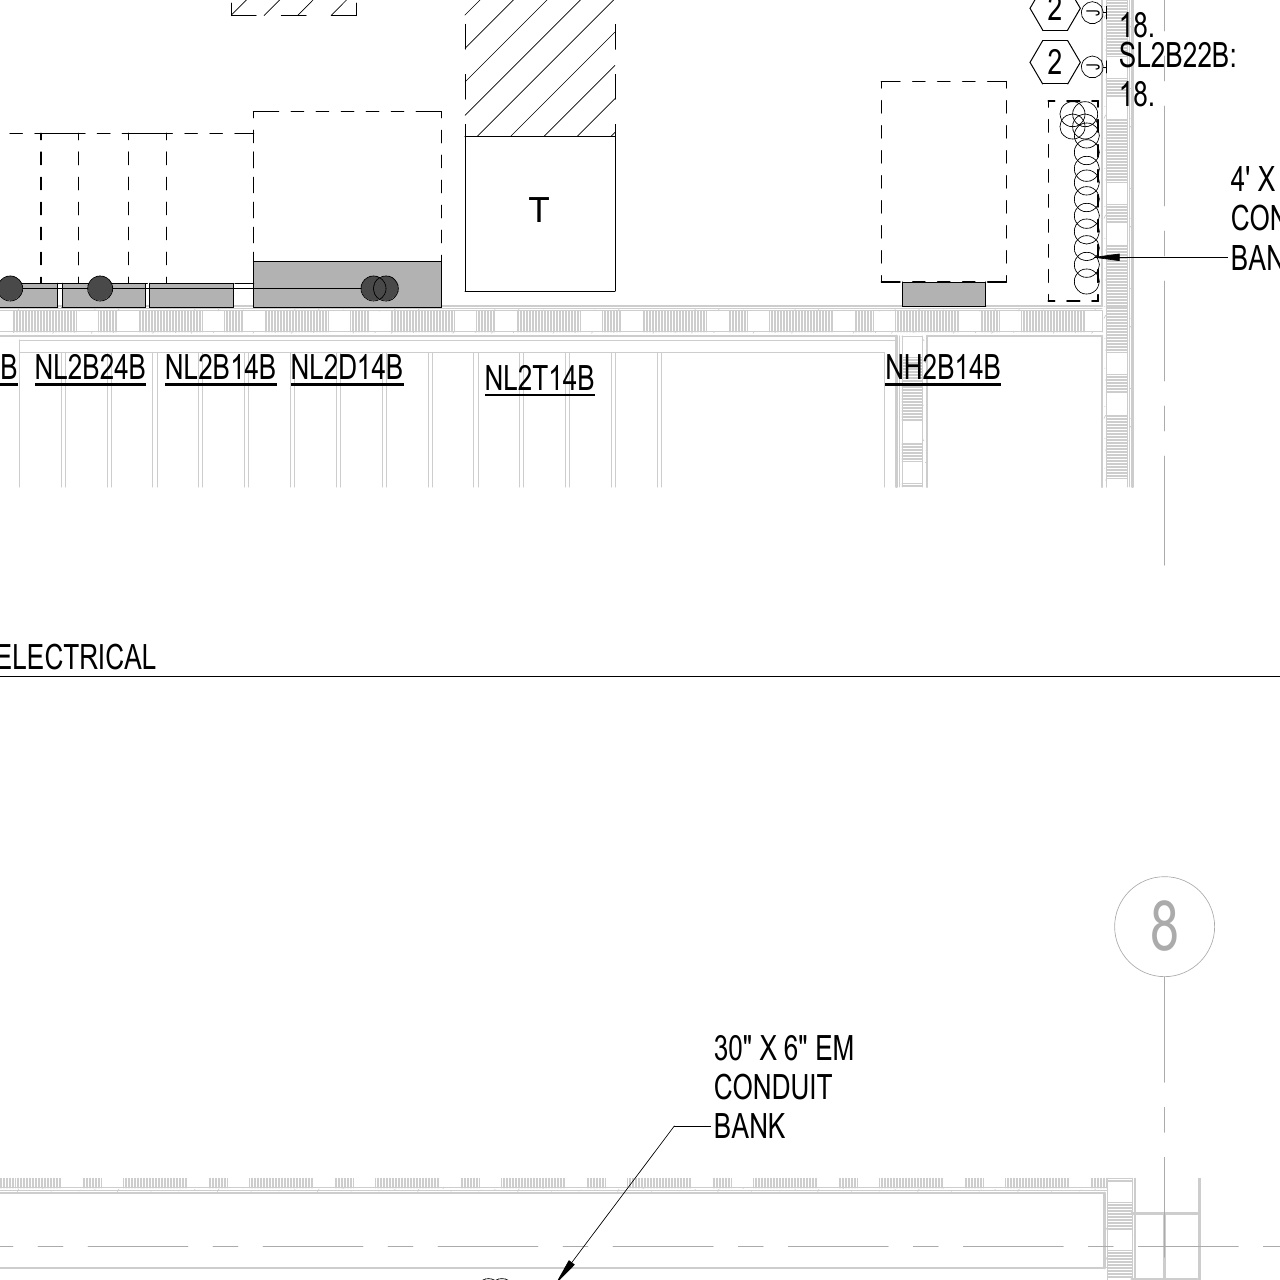 2
J
18.
2
J
SL2B22B:
18.
4' X
CON
BAN
T
B
NL2B24B
NL2B14B
NL2D14B
NL2T14B
NH2B14B
ELECTRICAL
8
30" X 6" EM
CONDUIT
BANK